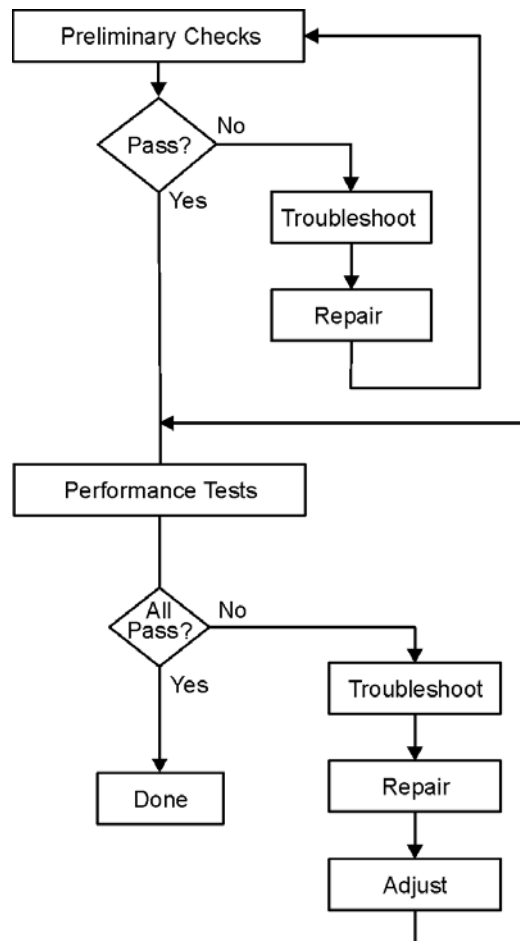 Preliminary Checks
Pass?
No
Yes
Troubleshoot
Repair
Performance Tests
All
Pass?
No
Yes
Troubleshoot
Done
Repair
Adjust